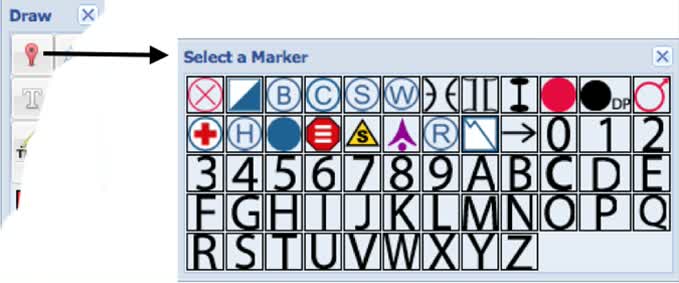 Draw
Select a Marker
T
B C S W DP
H S R 0 1 2
3 4 5 6 7 8 9 A B C D E
F G H I J K L M N O P Q
R S T U V W X Y Z